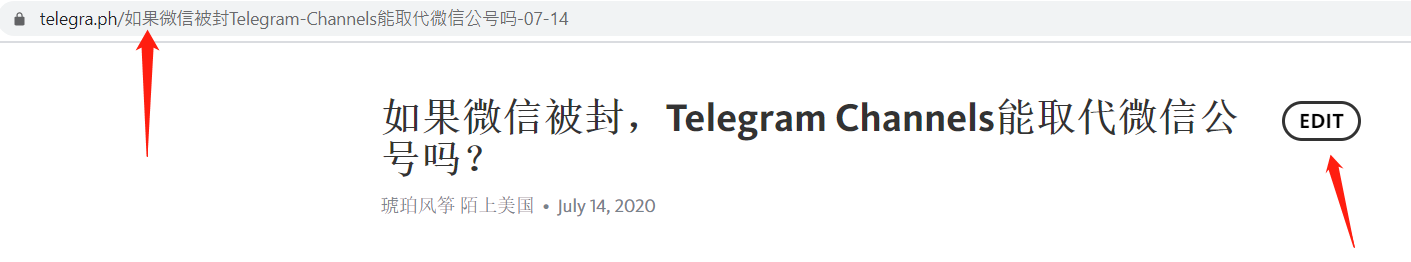 telegra.ph/如果微信被封Telegram-Channels能取代微信公号吗-07-14
如果微信被封，Telegram Channels能取代微信公
号吗？
EDIT
琥珀风筝 陌上美国 • July 14, 2020